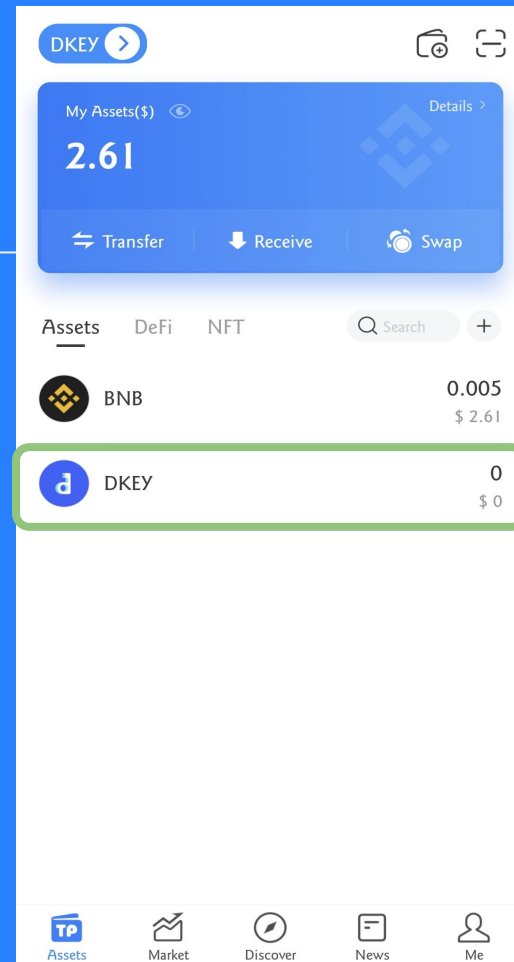 DKEY
My Assets($)
Details >
2.61
Transfer
Receive
Swap
Assets DeFi NFT
Search
BNB
0.005
$ 2.61
DKEY
0
$ 0
TP
Assets Market Discover News Me